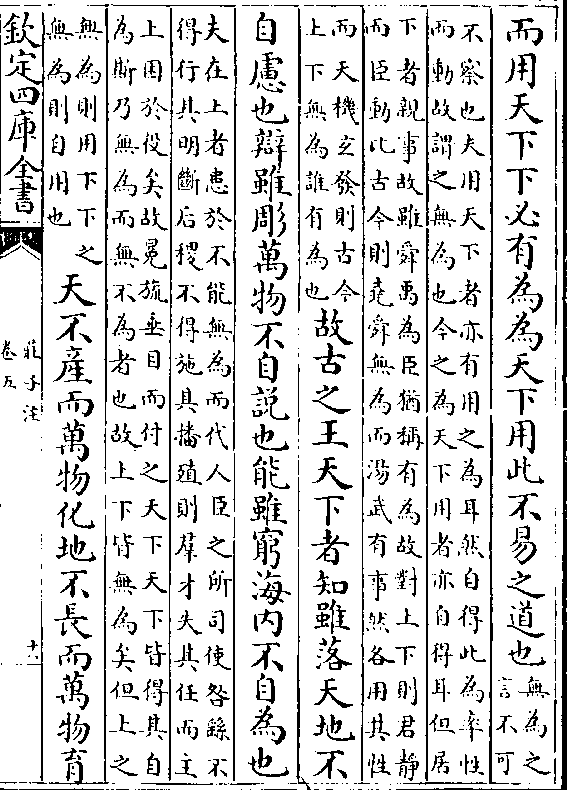 而用天下下必有為為天下用此不易之道也
無為之
言不可
不察也夫用天下者亦有用之為耳然自得此為率性
而動故謂之無為也今之為天下用者亦自得耳但居
下者親事故雖舜禹為臣猶稱有為故對上下則君靜
而臣動比古今則堯舜無為而湯武有事然各用其性
而天機玄發則古今
上下無為誰有為也
故古之王天下者知雖落天地不
自慮也辯雖彫萬物不自說也能雖窮海内不自為也
夫在上者患於不能無為而代人臣之所司使咎繇不
得行其明斷后稷不得施其播殖則羣才失其任而主
上困於役矣故冕旒垂目而付之天下天下皆得其自
為斯乃無為而無不為者也故上下皆無為矣但上之
無為則用下下之
無為則自用也
天不產而萬物化地不長而萬物育
欽定四庫全書
莊子注
卷五
十六